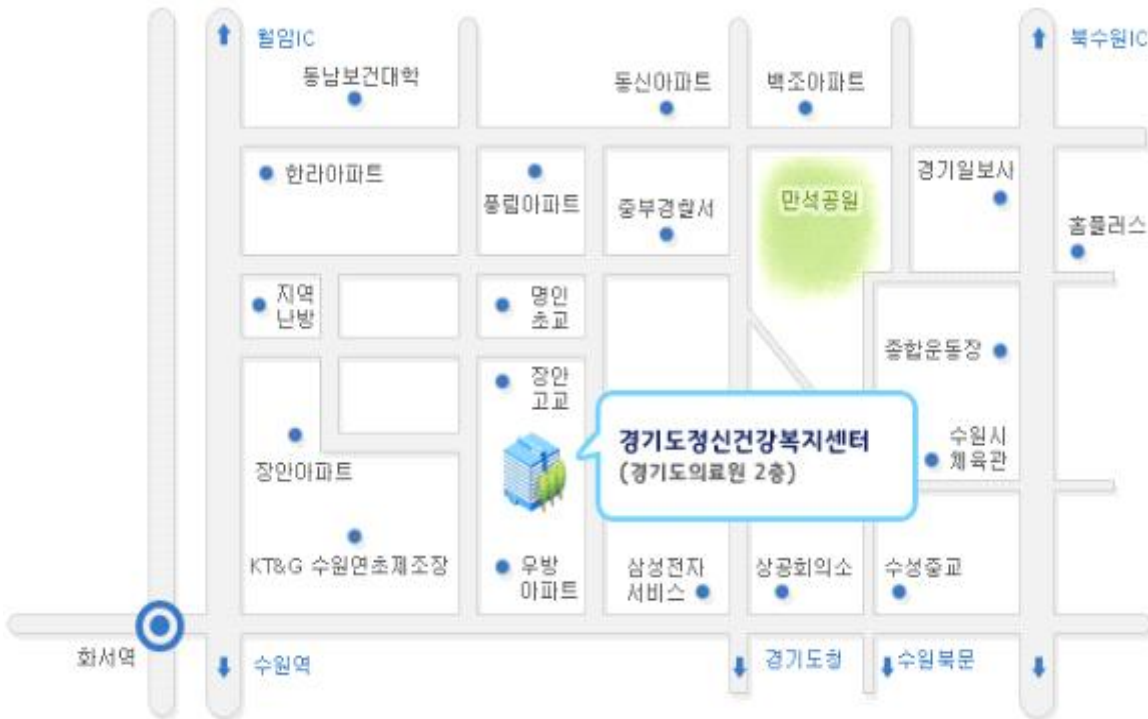 월암IC
북수원IC
동남보건대학
동신아파트
백조아파트
한라아파트
풍림아파트
중부경찰서
만석공원
경기일보사
홈플러스
지역
난방
명인
초교
종합운동장
장안
고교
경기도정신건강복지센터
(경기도의료원 2층)
수원시
체육관
장안아파트
KT&G 수원연초제조장
우방
아파트
삼성전자
서비스
상공회의소
수성중교
화서역
수원역
경기도청
수원북문